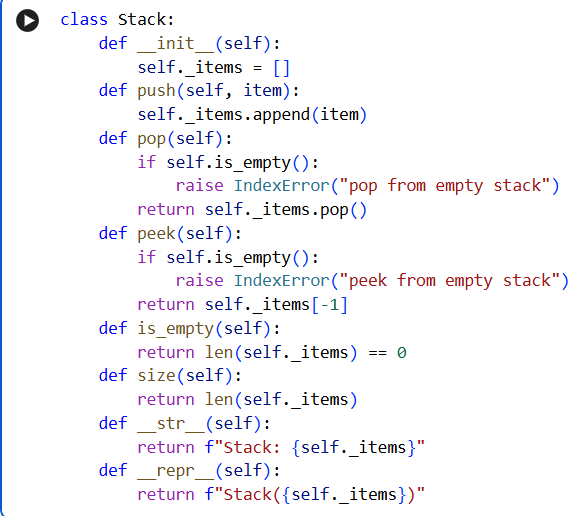 class Stack:
    def __init__(self):
        self._items = []
    def push(self, item):
        self._items.append(item)
    def pop(self):
        if self.is_empty():
            raise IndexError("pop from empty stack")
        return self._items.pop()
    def peek(self):
        if self.is_empty():
            raise IndexError("peek from empty stack")
        return self._items[-1]
    def is_empty(self):
        return len(self._items) == 0
    def size(self):
        return len(self._items)
    def __str__(self):
        return f"Stack: {self._items}"
    def __repr__(self):
        return f"Stack({self._items})"